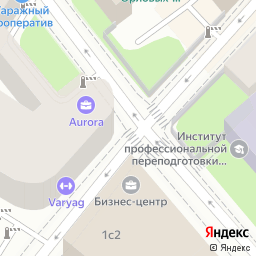 Гаражный
кооператив
Aurora
Институт
профессиональной
переподготовки...
Varyag
Бизнес-центр
1с2
Яндекс